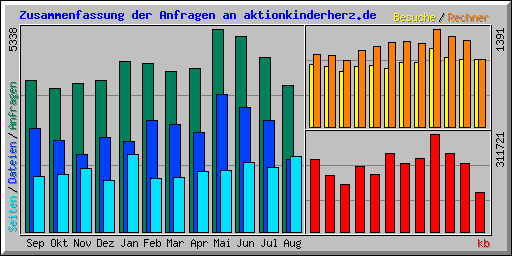 Zusammenfassung der Anfragen an aktionkinderherz.de
Besuche / Rechner
5338
1391
Seiten / Dateien / Anfragen
311721
Sep Okt Nov Dez Jan Feb Mar Apr Mai Jun Jul Aug
kb